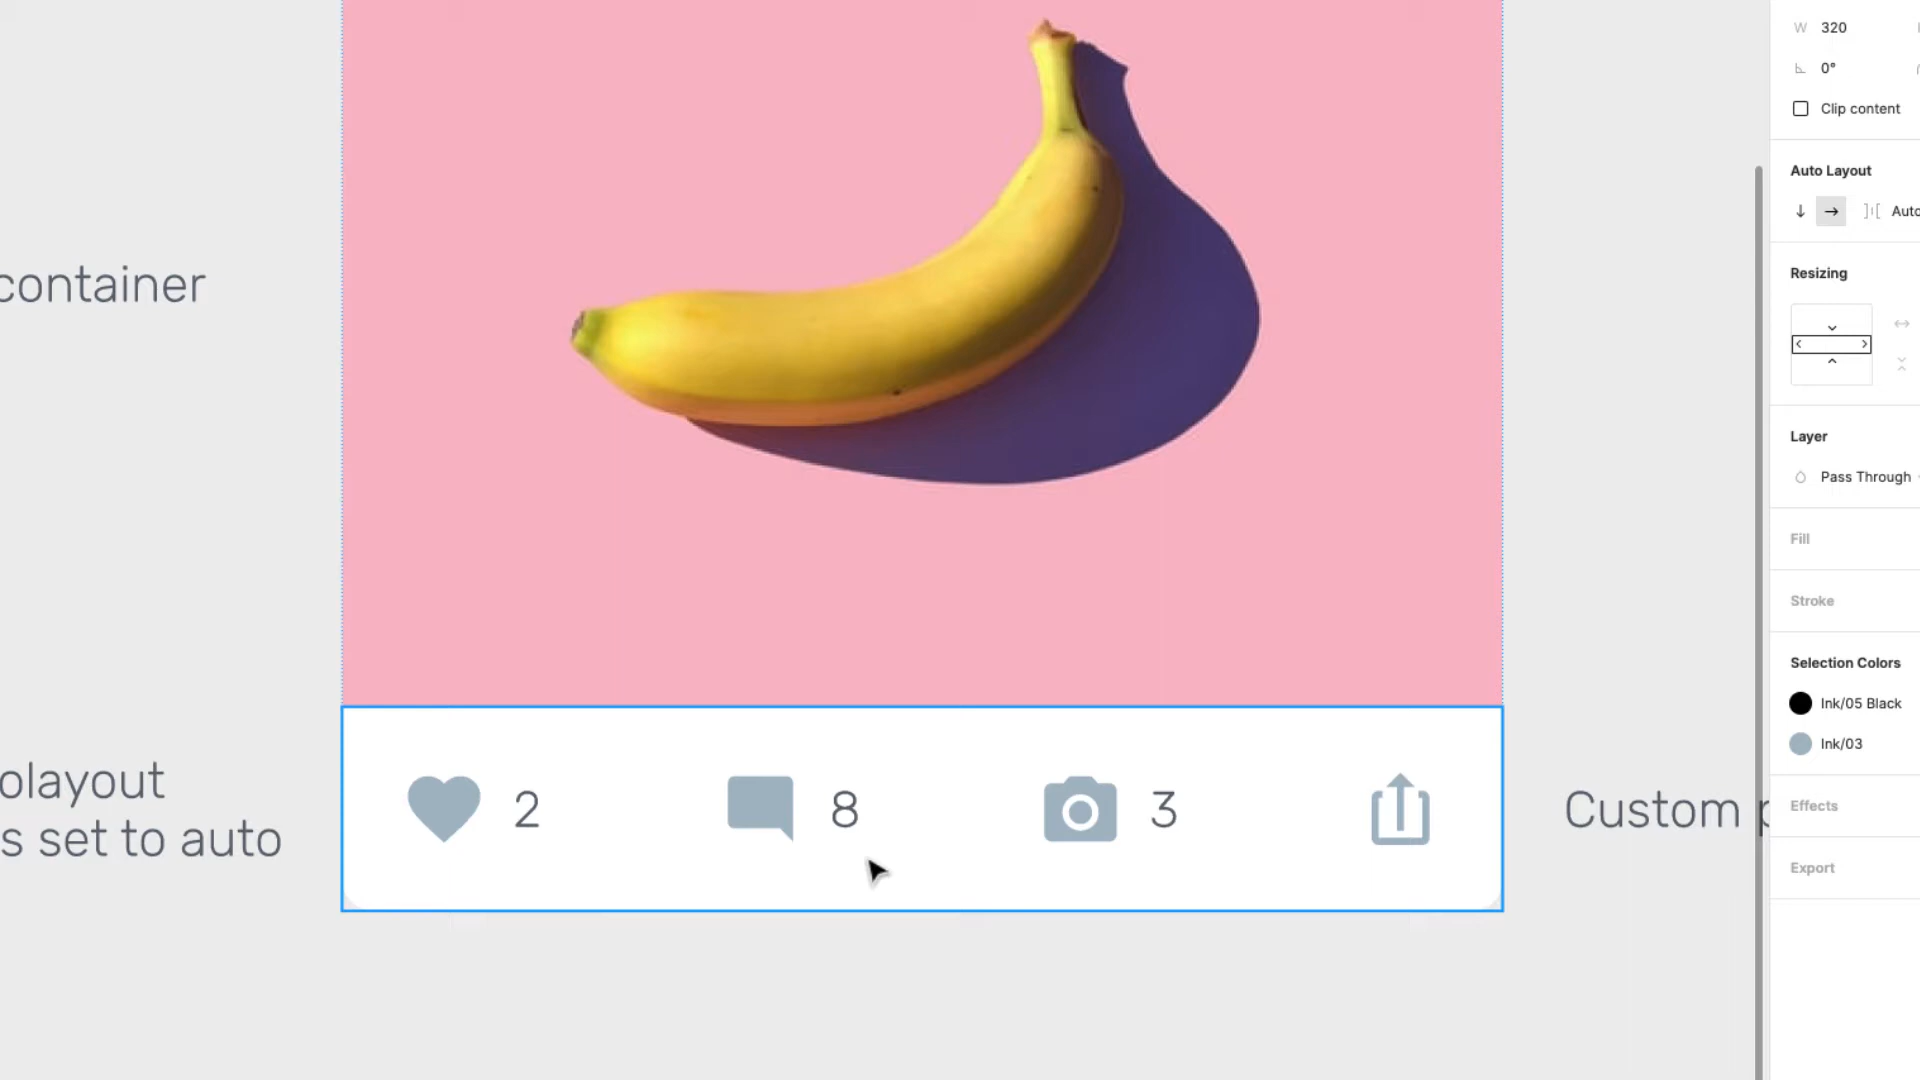 container
olayout
s set to auto
2
8
3
Custom
W 320
0°
Clip content
Auto Layout
Auto
Resizing
Layer
Pass Through
Fill
Stroke
Selection Colors
Ink/05 Black
Ink/03
Effects
Export